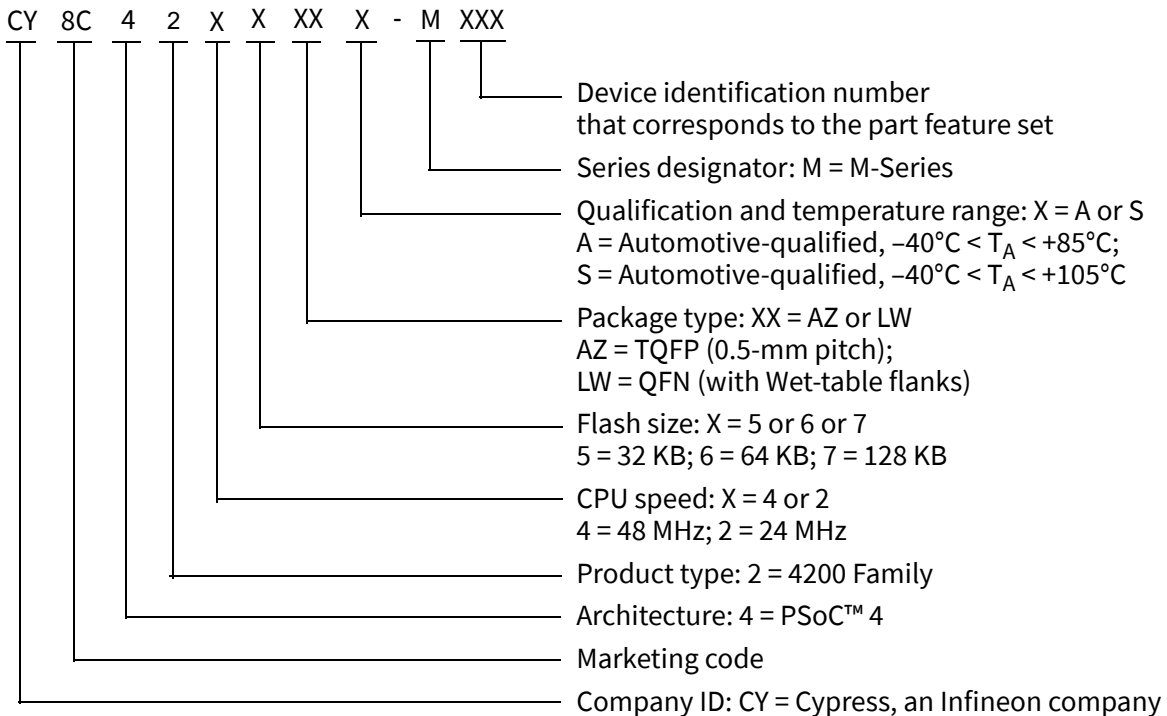 CY 8C 4 2 X X XX X - M XXX
Device identification number
that corresponds to the part feature set
Series designator: M = M-Series
Qualification and temperature range: X = A or S
A = Automotive-qualified, –40°C < TA < +85°C;
S = Automotive-qualified, –40°C < TA < +105°C
Package type: XX = AZ or LW
AZ = TQFP (0.5-mm pitch);
LW = QFN (with Wet-table flanks)
Flash size: X = 5 or 6 or 7
5 = 32 KB; 6 = 64 KB; 7 = 128 KB
CPU speed: X = 4 or 2
4 = 48 MHz; 2 = 24 MHz
Product type: 2 = 4200 Family
Architecture: 4 = PSoC™ 4
Marketing code
Company ID: CY = Cypress, an Infineon company